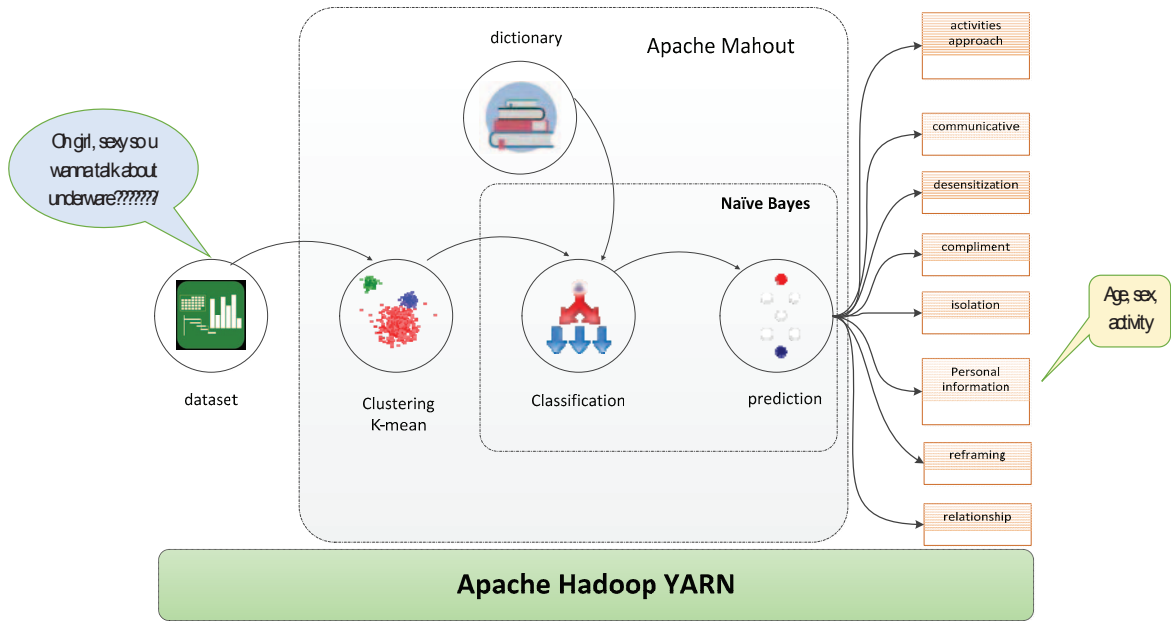 dictionary
Apache Mahout
Oh girl, sexy so u
wanna talk about
underware???????/
Naïve Bayes
dataset
Clustering
K-mean
Classification
prediction
activities
approach
communicative
desensitization
compliment
isolation
Personal
information
reframing
relationship
Age, sex,
activity
Apache Hadoop YARN